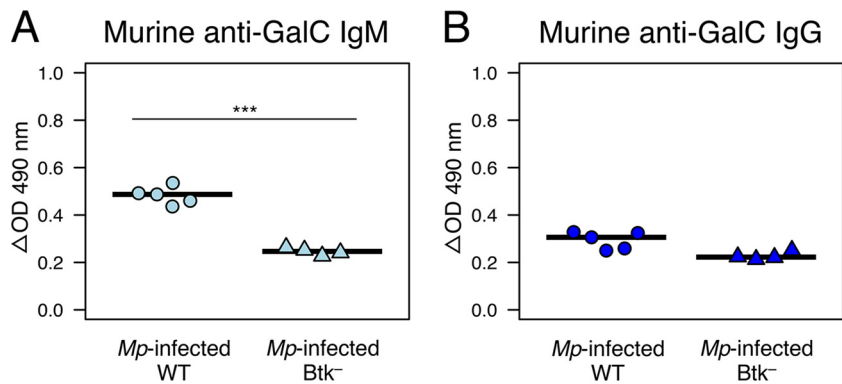 A
Murine anti-GalC IgM
△OD 490 nm
1.0
0.8
0.6
0.4
0.2
0.0
***
Mp-infected
WT
Mp-infected
Btk⁻
B
Murine anti-GalC IgG
△OD 490 nm
1.0
0.8
0.6
0.4
0.2
0.0
Mp-infected
WT
Mp-infected
Btk⁻